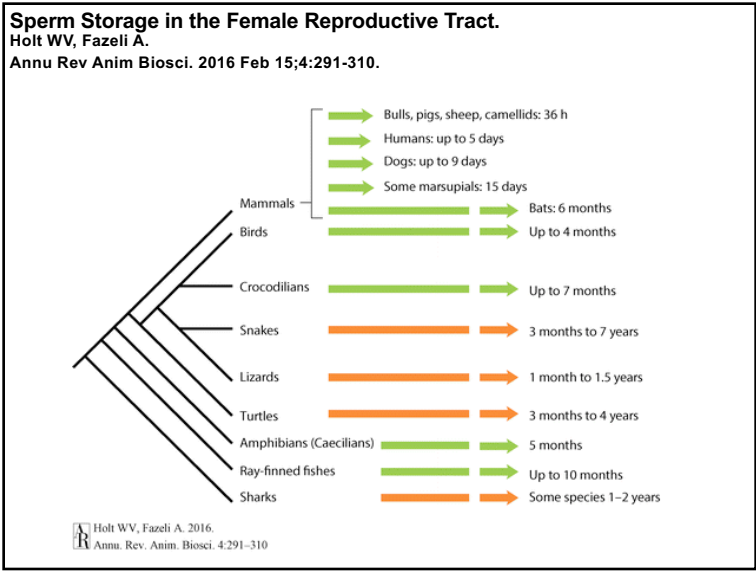 Sperm Storage in the Female Reproductive Tract.
Holt WV, Fazeli A.
Annu Rev Anim Biosci. 2016 Feb 15;4:291-310.
Bulls, pigs, sheep, camellids: 36 h
Humans: up to 5 days
Dogs: up to 9 days
Some marsupials: 15 days
Mammals
Bats: 6 months
Birds
Up to 4 months
Crocodilians
Up to 7 months
Snakes
3 months to 7 years
Lizards
1 month to 1.5 years
Turtles
3 months to 4 years
Amphibians (Caecilians)
5 months
Ray-finned fishes
Up to 10 months
Sharks
Some species 1–2 years
AR Holt WV, Fazeli A. 2016.
Annu. Rev. Anim. Biosci. 4:291–310